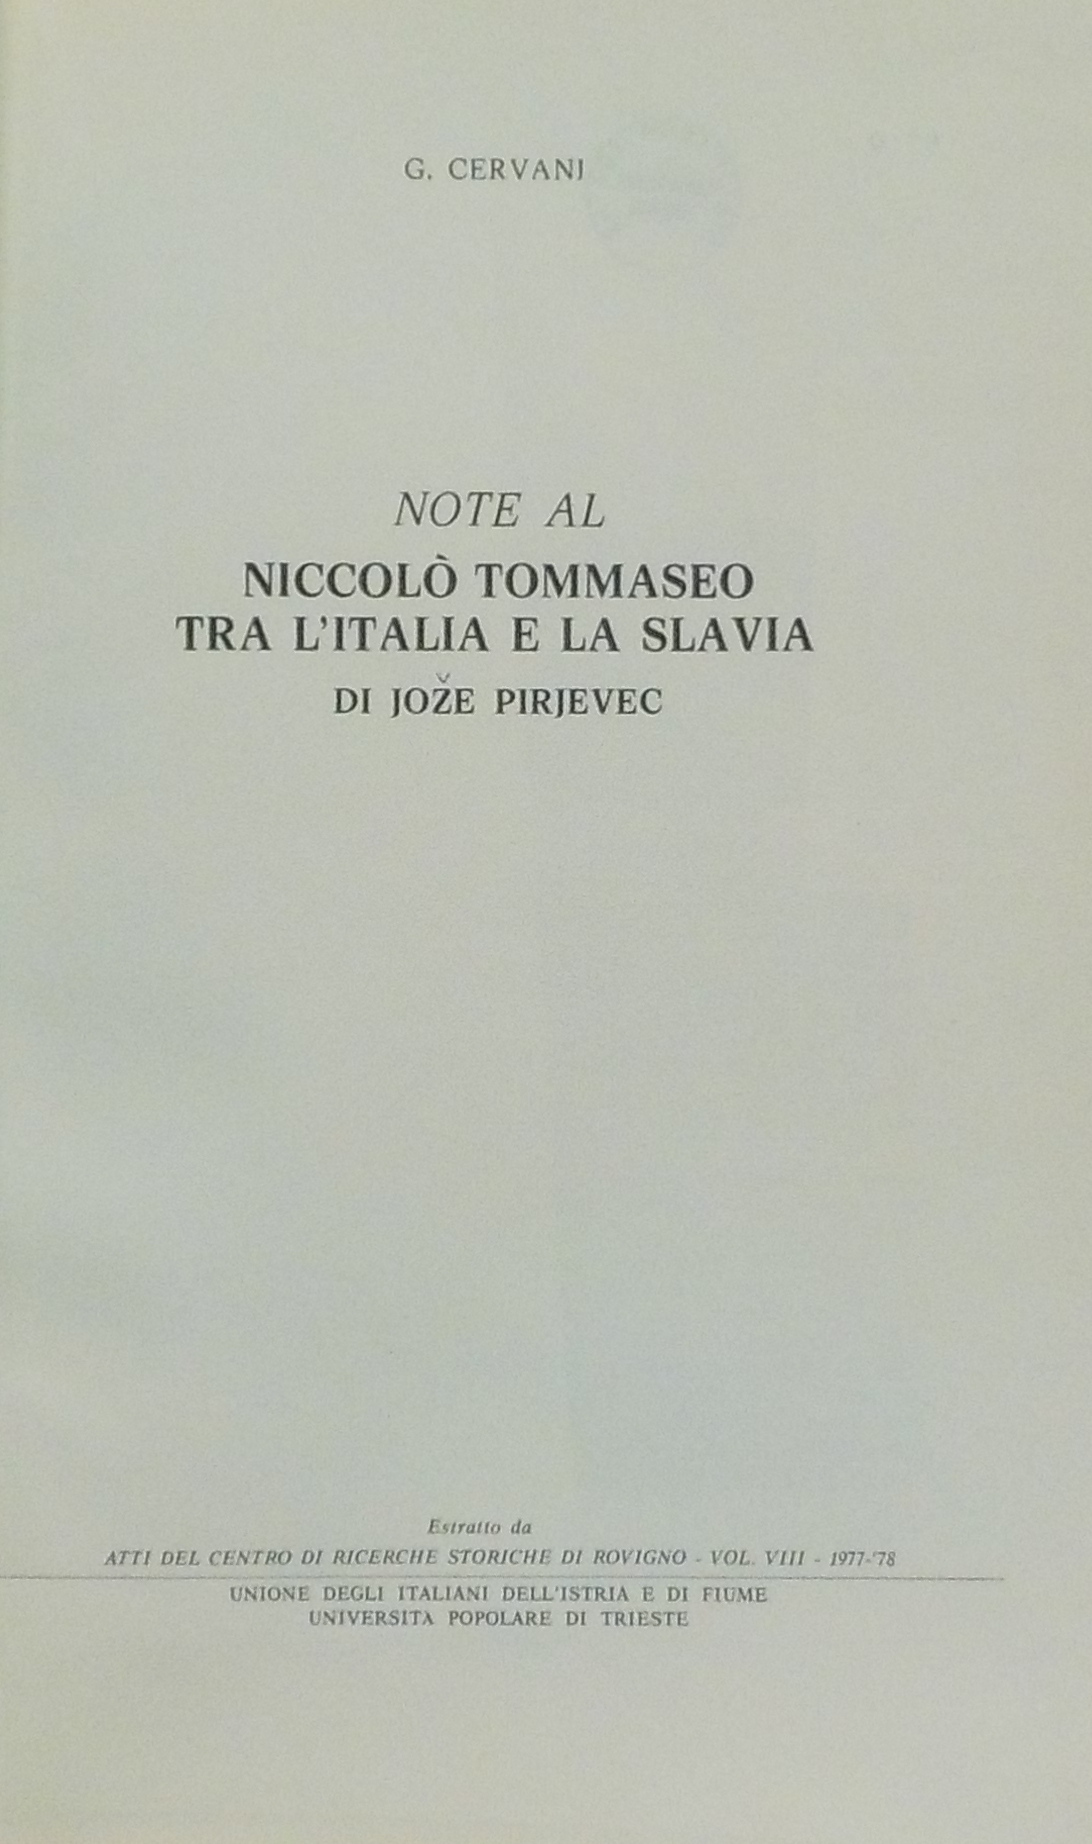 G. CERVANI
NOTE AL
NICCOLÒ TOMMASEO
TRA L'ITALIA E LA SLAVIA
DI JOŽE PIRJEVEC
Estratto da
ATTI DEL CENTRO DI RICERCHE STORICHE DI ROVIGNO - VOL. VIII - 1977-'78
UNIONE DEGLI ITALIANI DELL'ISTRIA E DI FIUME
UNIVERSITA POPOLARE DI TRIESTE